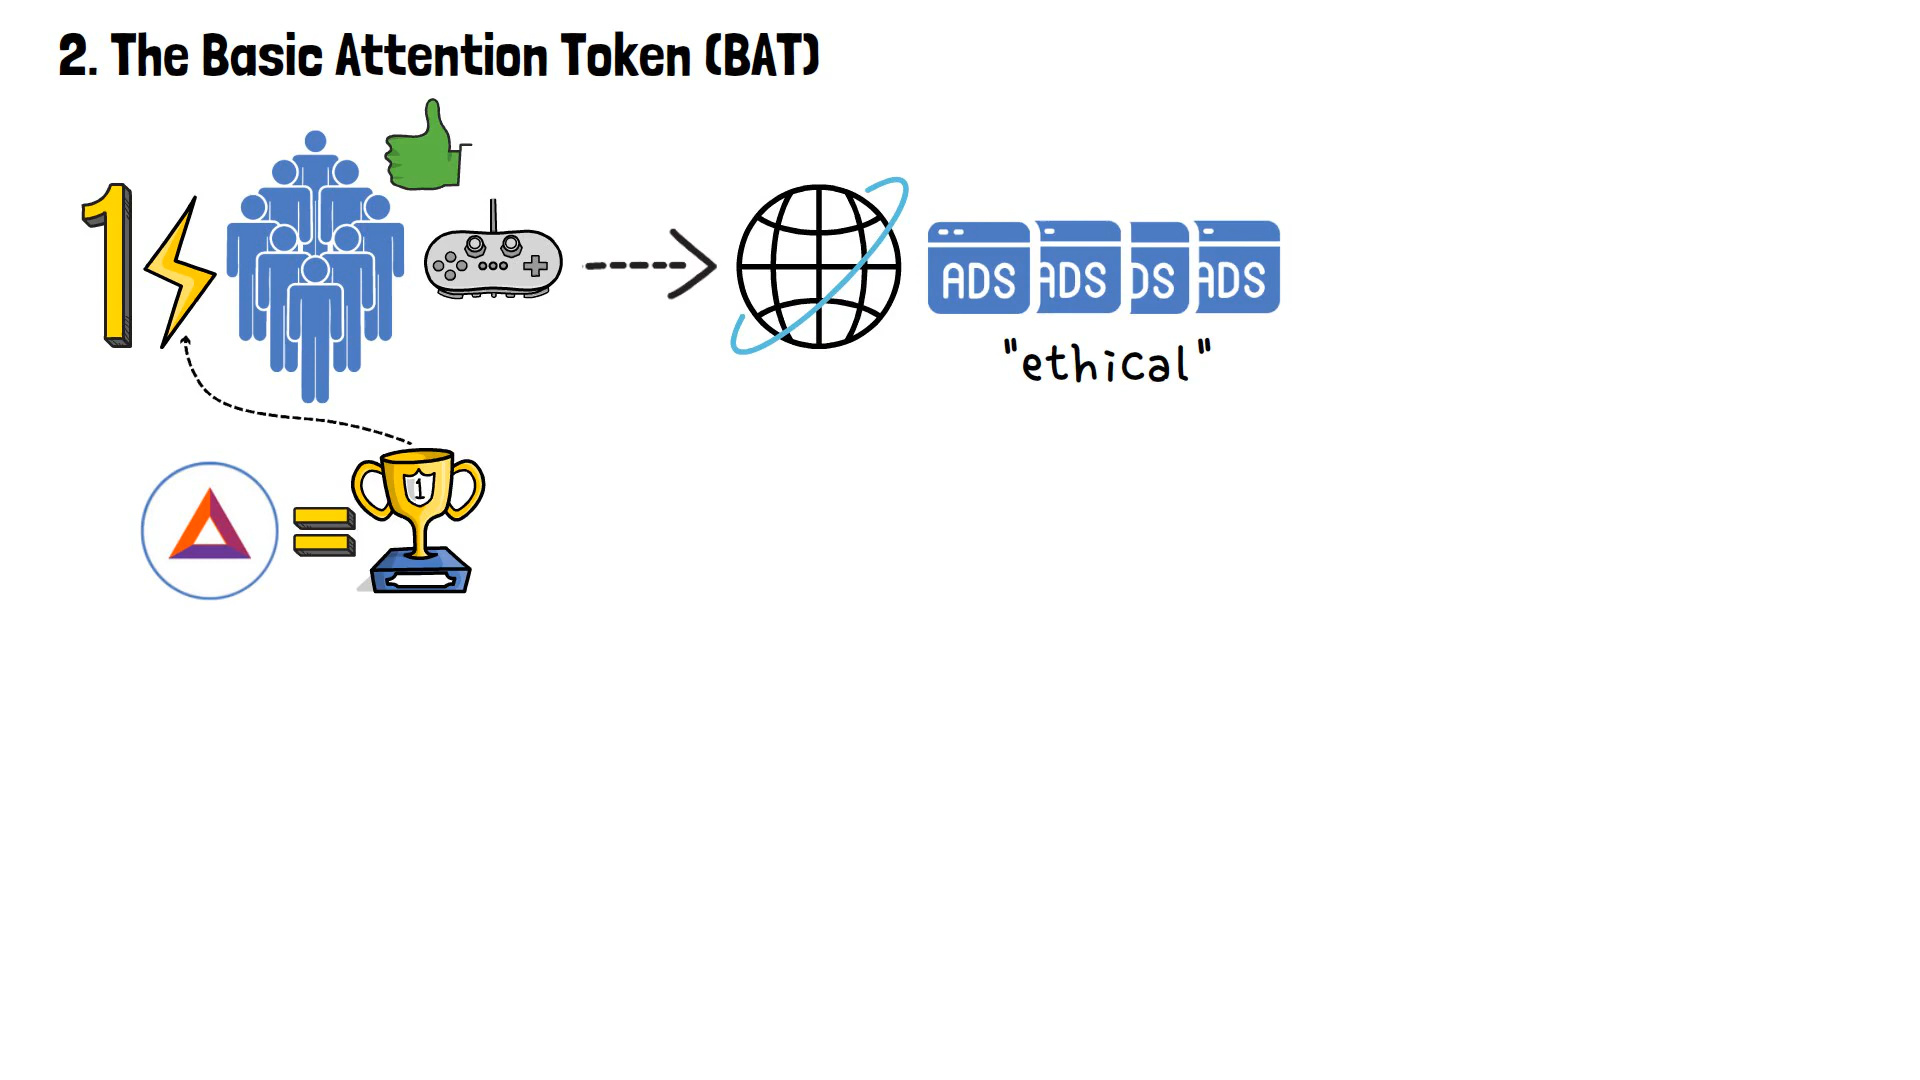 2. The Basic Attention Token (BAT)
1
ADS ADS DS ADS
"ethical"
1